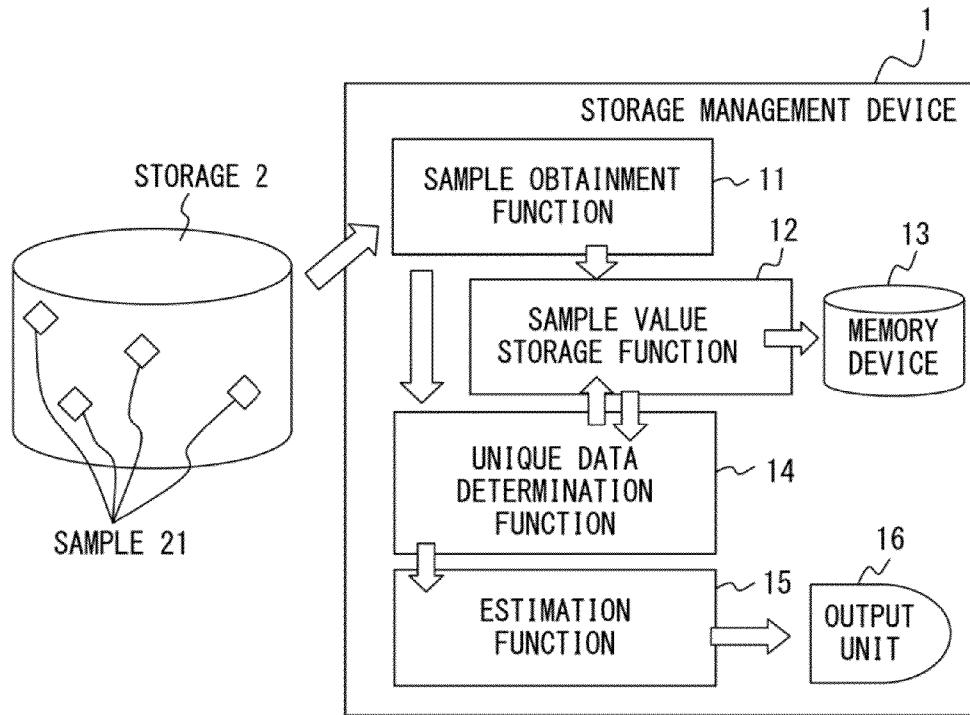 1
STORAGE MANAGEMENT DEVICE
STORAGE 2
SAMPLE OBTAINMENT
FUNCTION
11
12
13
SAMPLE VALUE
STORAGE FUNCTION
MEMORY
DEVICE
UNIQUE DATA
DETERMINATION
FUNCTION
14
SAMPLE 21
ESTIMATION
FUNCTION
15
16
OUTPUT
UNIT